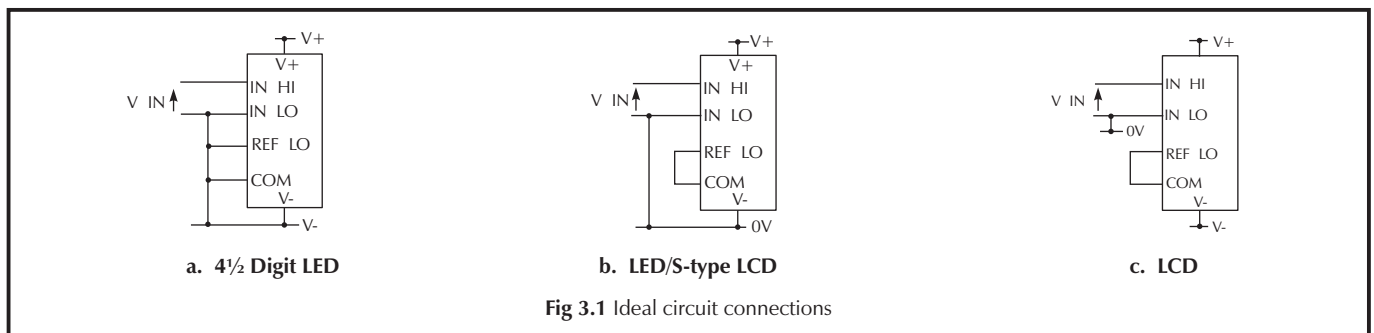 V+
V+
IN HI
V IN
IN LO
REF LO
COM
V-
V-
a. 4½ Digit LED
V+
V+
IN HI
V IN
IN LO
REF LO
COM
V-
0V
b. LED/S-type LCD
V+
IN HI
V IN
IN LO
0V
REF LO
COM
V-
V-
c. LCD
Fig 3.1 Ideal circuit connections